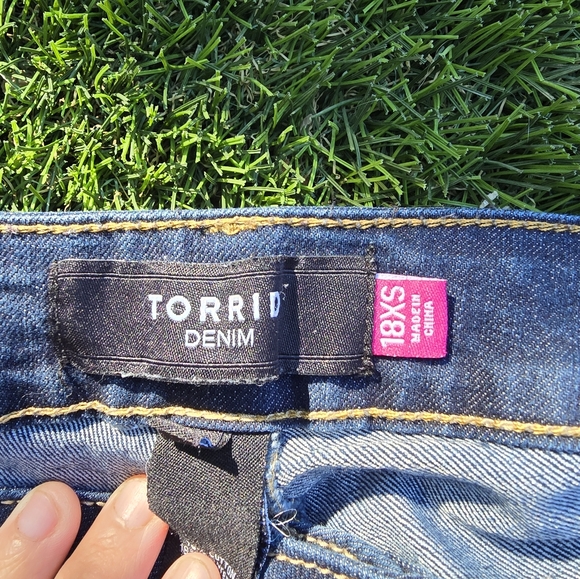 TORRID
DENIM
18XS
MADE IN
CHINA